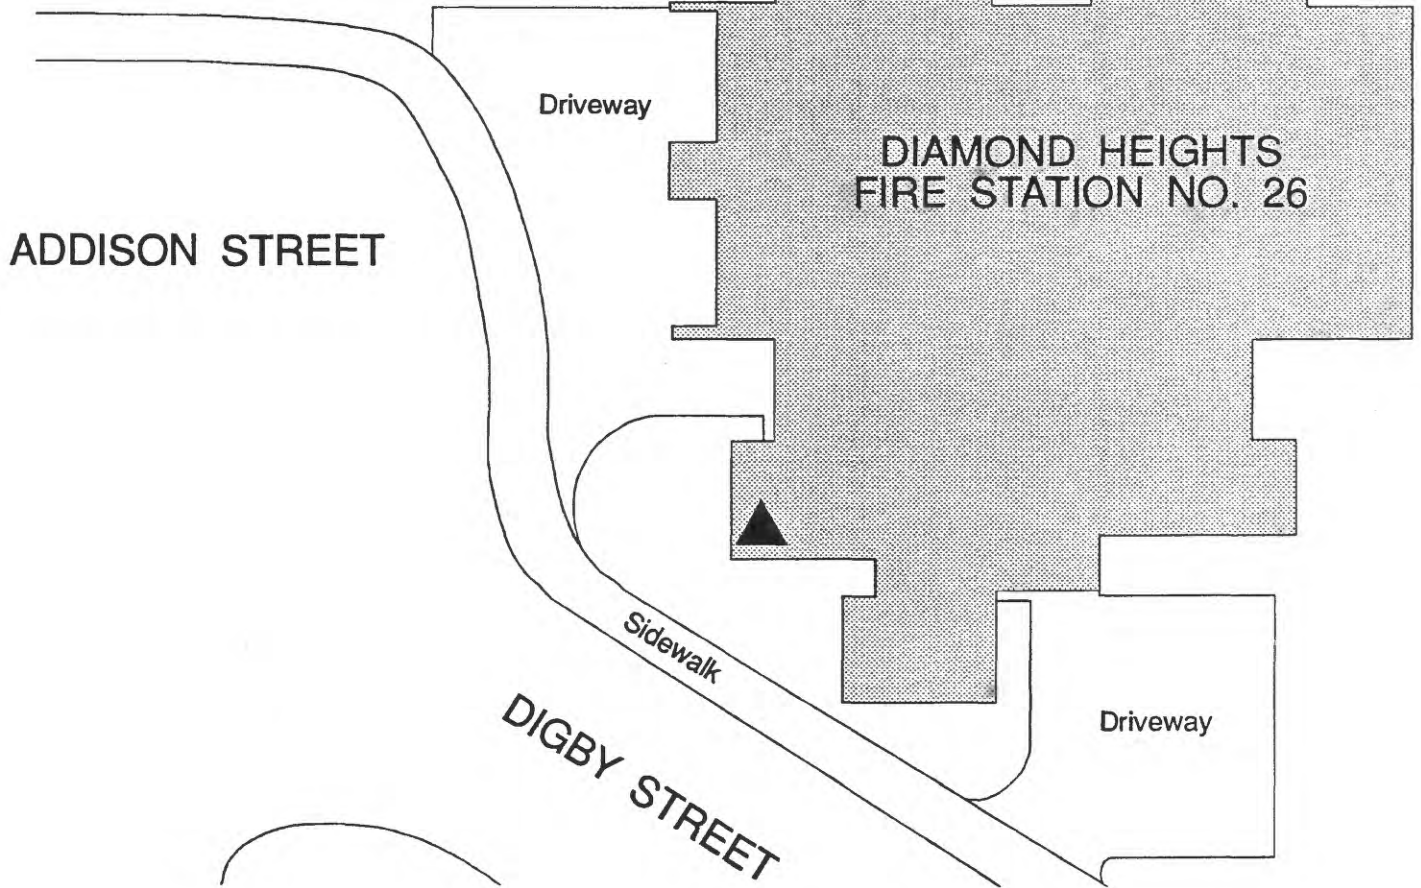 Driveway
DIAMOND HEIGHTS
FIRE STATION NO. 26
ADDISON STREET
Sidewalk
DIGBY STREET
Driveway